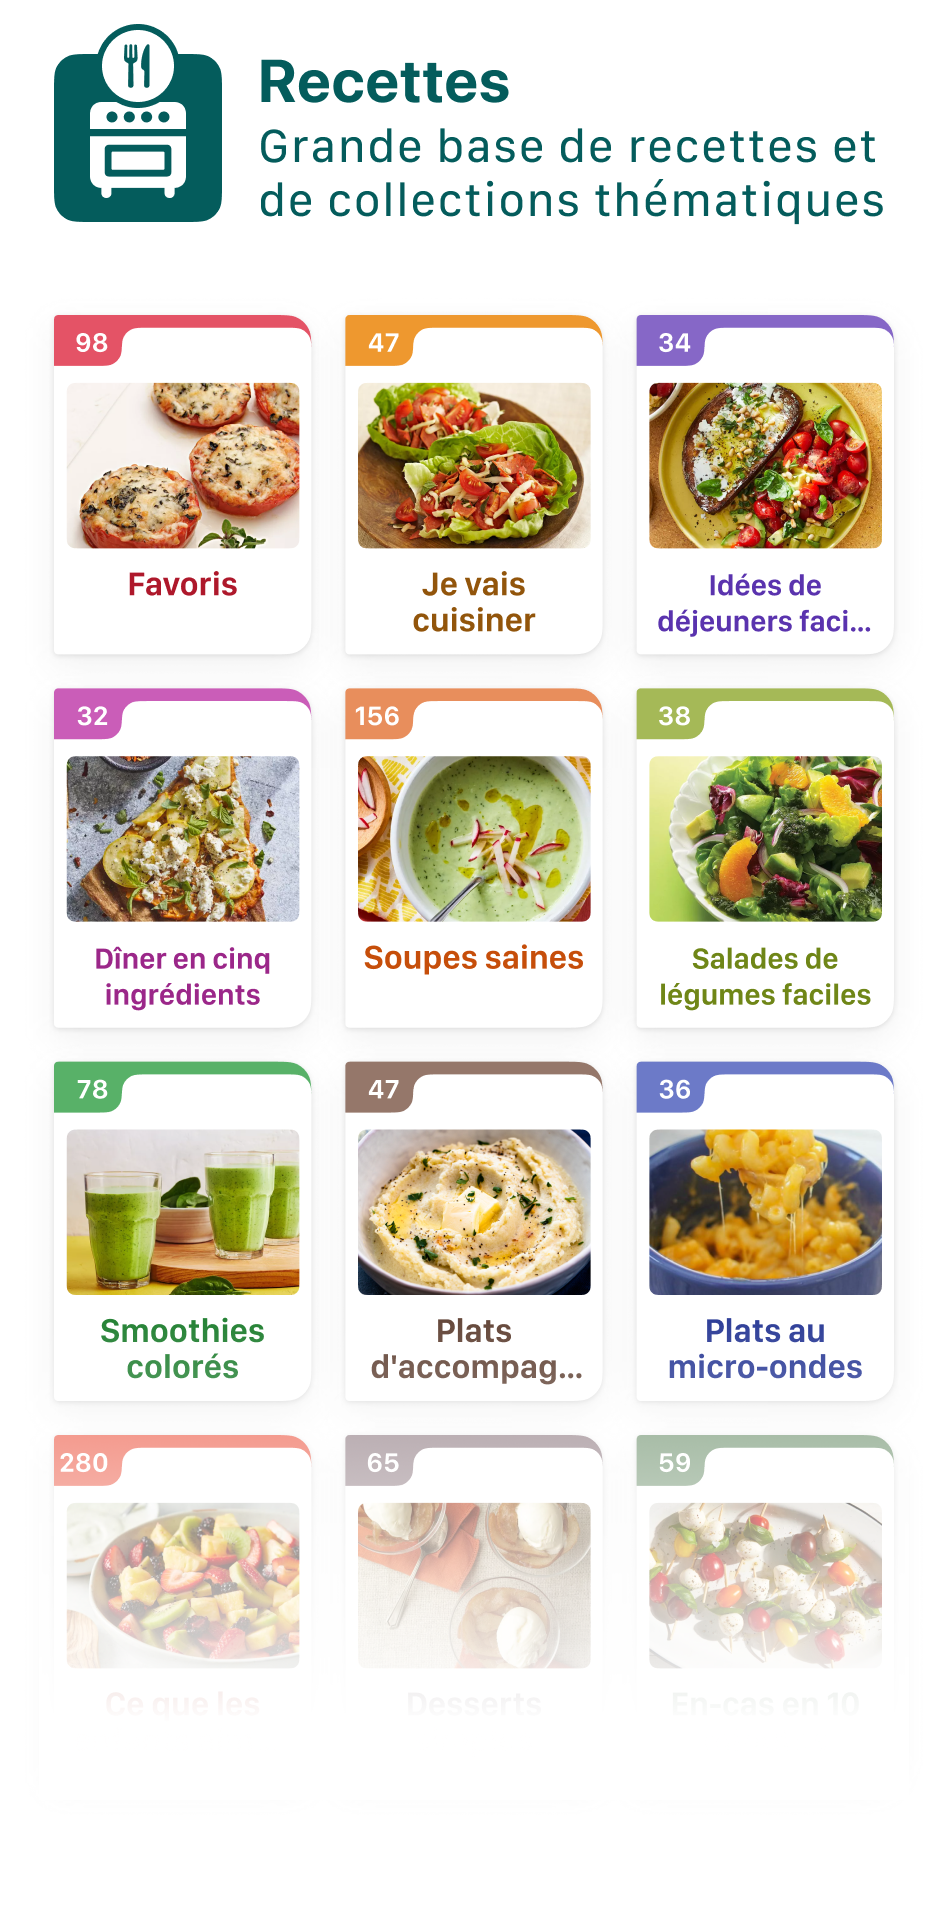 Recettes
Grande base de recettes et
de collections thématiques
98
47
34
Favoris
Je vais
cuisiner
Idées de
déjeuners faci...
32
156
38
Dîner en cinq
ingrédients
Soupes saines
Salades de
légumes faciles
78
47
36
Smoothies
colorés
Plats
d'accompag...
Plats au
micro-ondes
280
65
59
Ce que les
Desserts
En-cas en 10